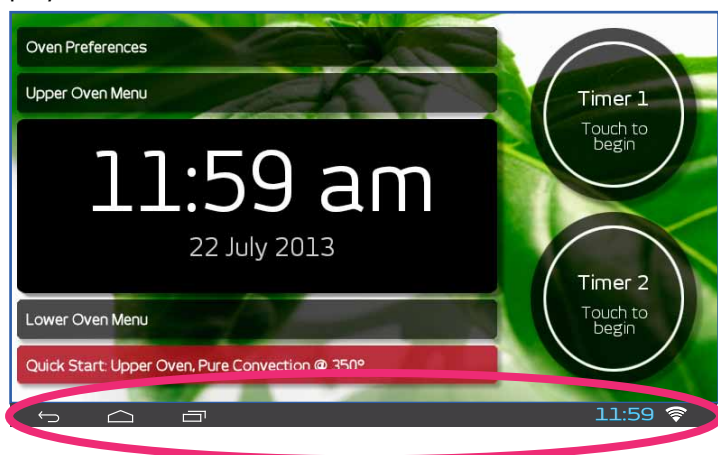 Oven Preferences
Upper Oven Menu
11:59 am
22 July 2013
Lower Oven Menu
Quick Start: Upper Oven, Pure Convection @ 350°
Timer 1
Touch to
begin
Timer 2
Touch to
begin
11:59